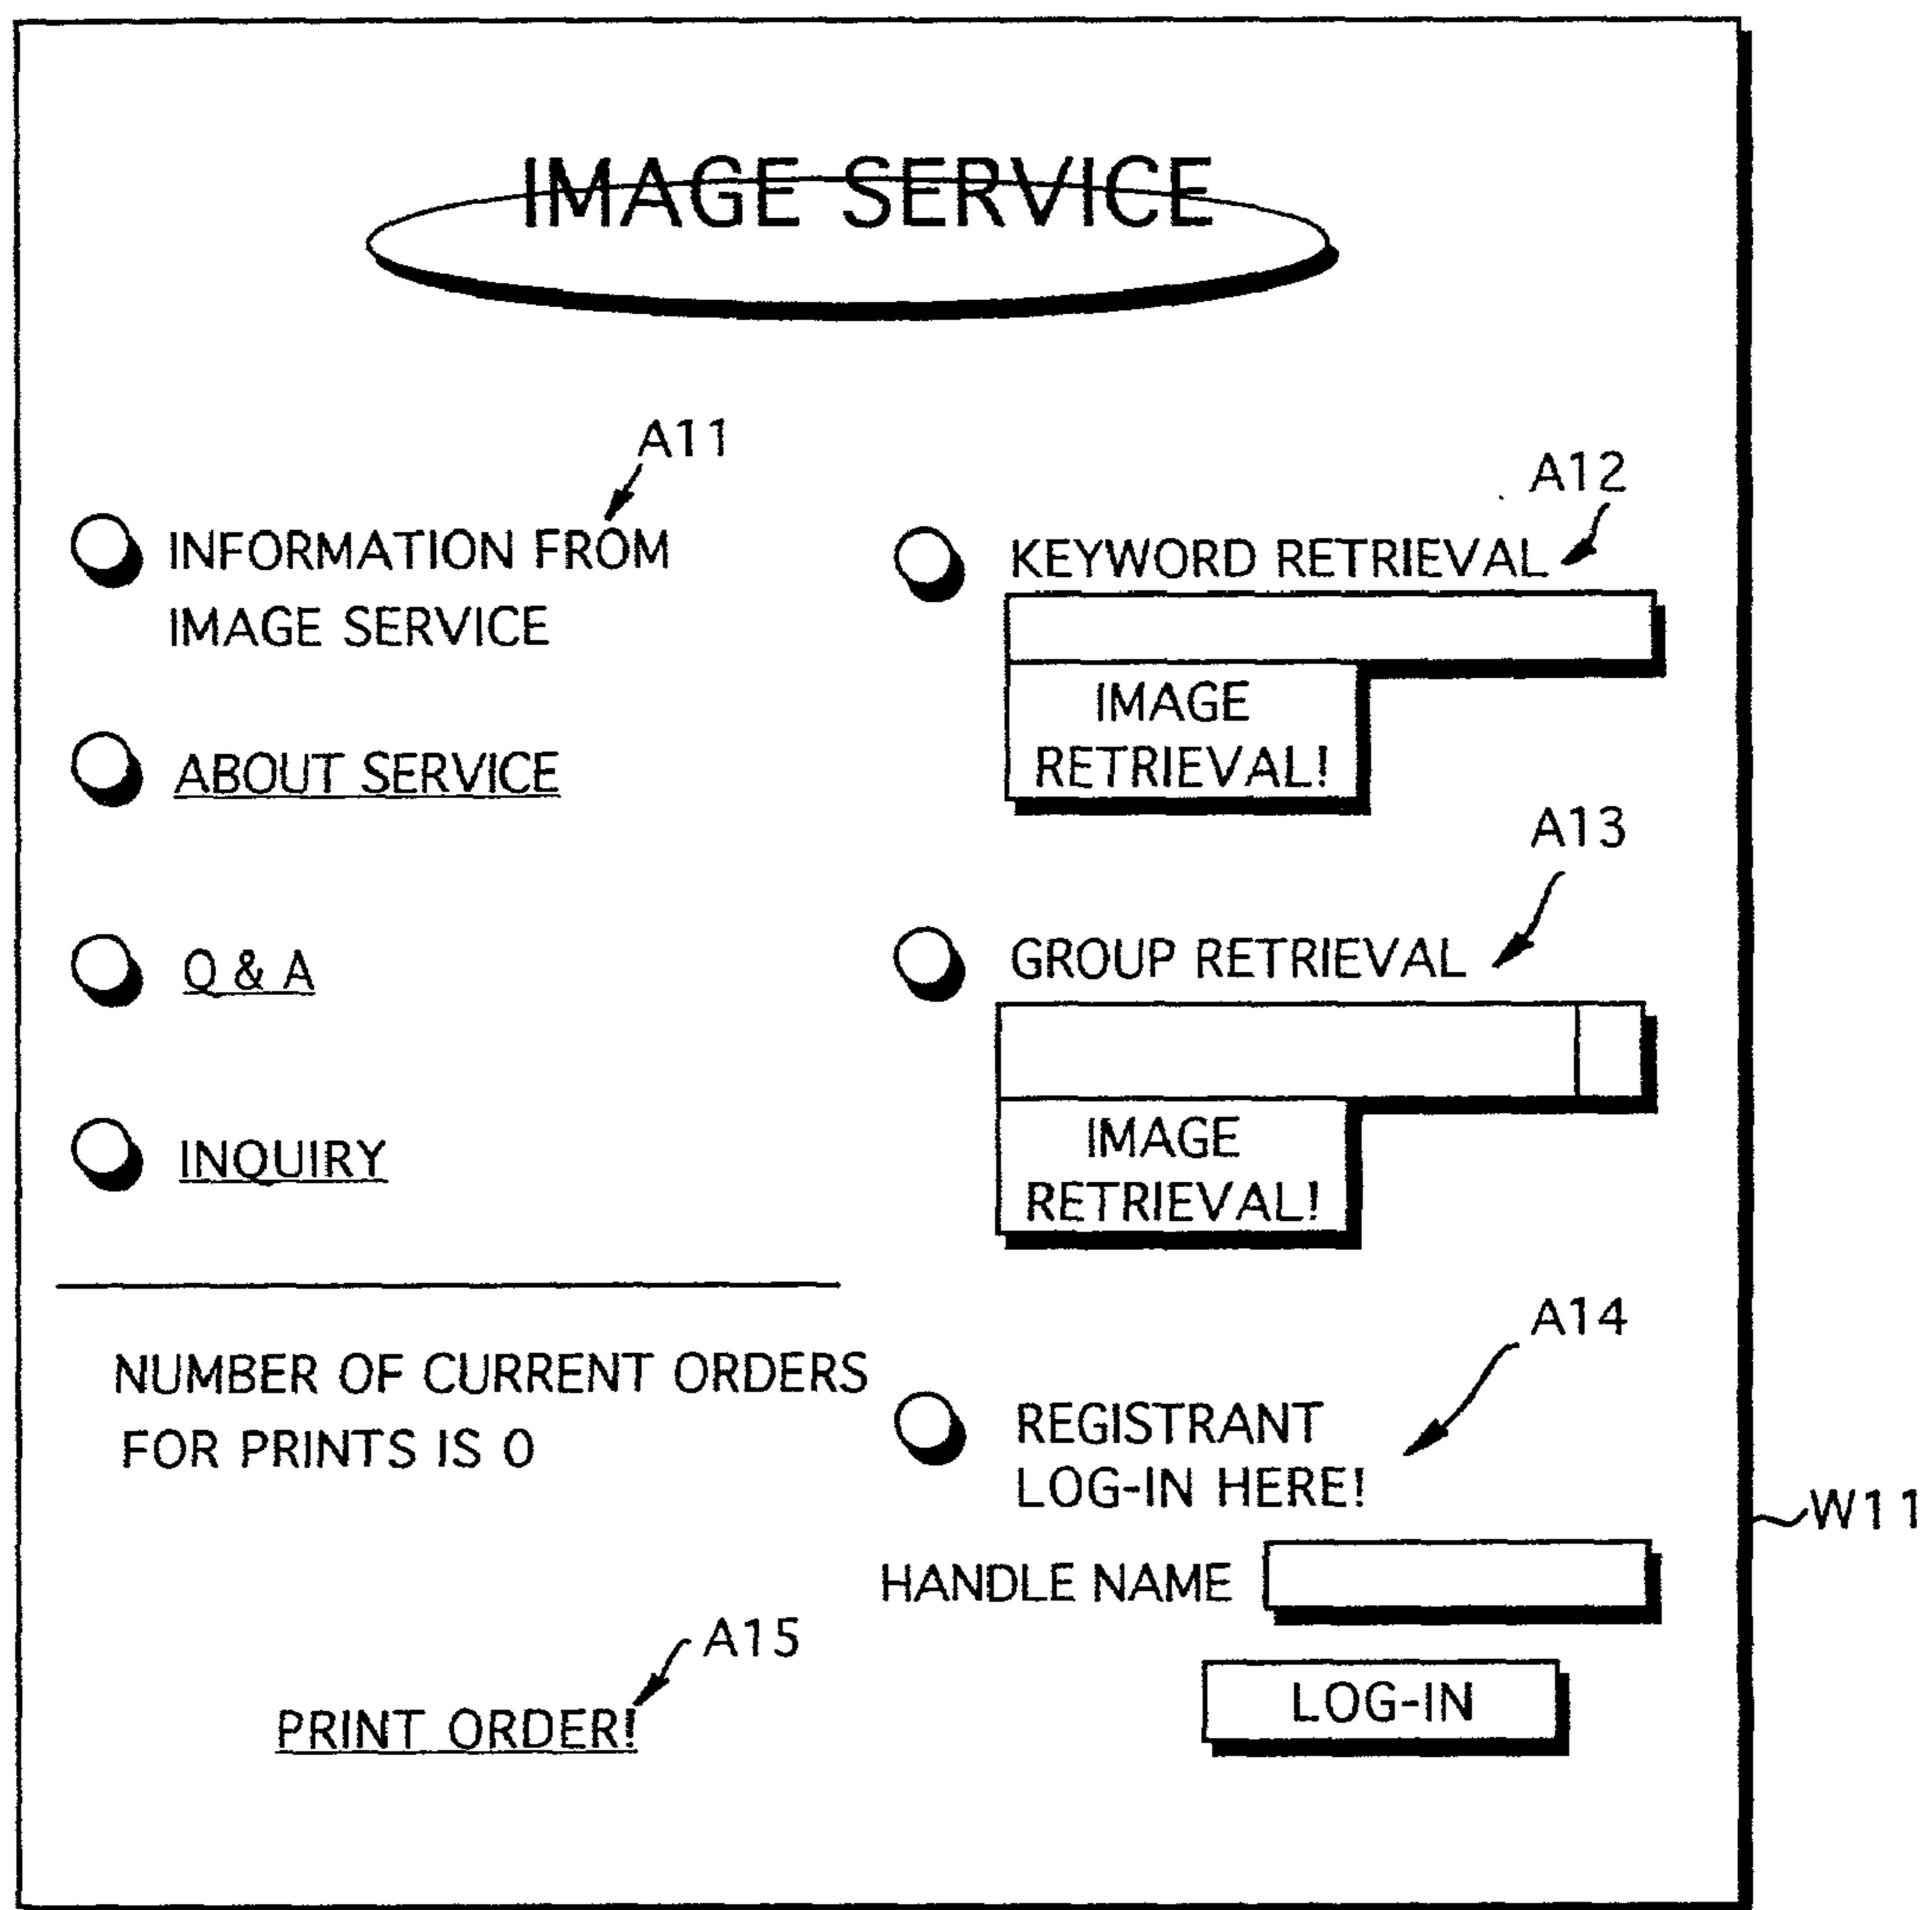 IMAGE SERVICE
A11
INFORMATION FROM
IMAGE SERVICE
ABOUT SERVICE
Q & A
INQUIRY
NUMBER OF CURRENT ORDERS
FOR PRINTS IS 0
A15
PRINT ORDER!
A12
KEYWORD RETRIEVAL
IMAGE
RETRIEVAL!
A13
GROUP RETRIEVAL
IMAGE
RETRIEVAL!
A14
REGISTRANT
LOG-IN HERE!
HANDLE NAME
LOG-IN
W11